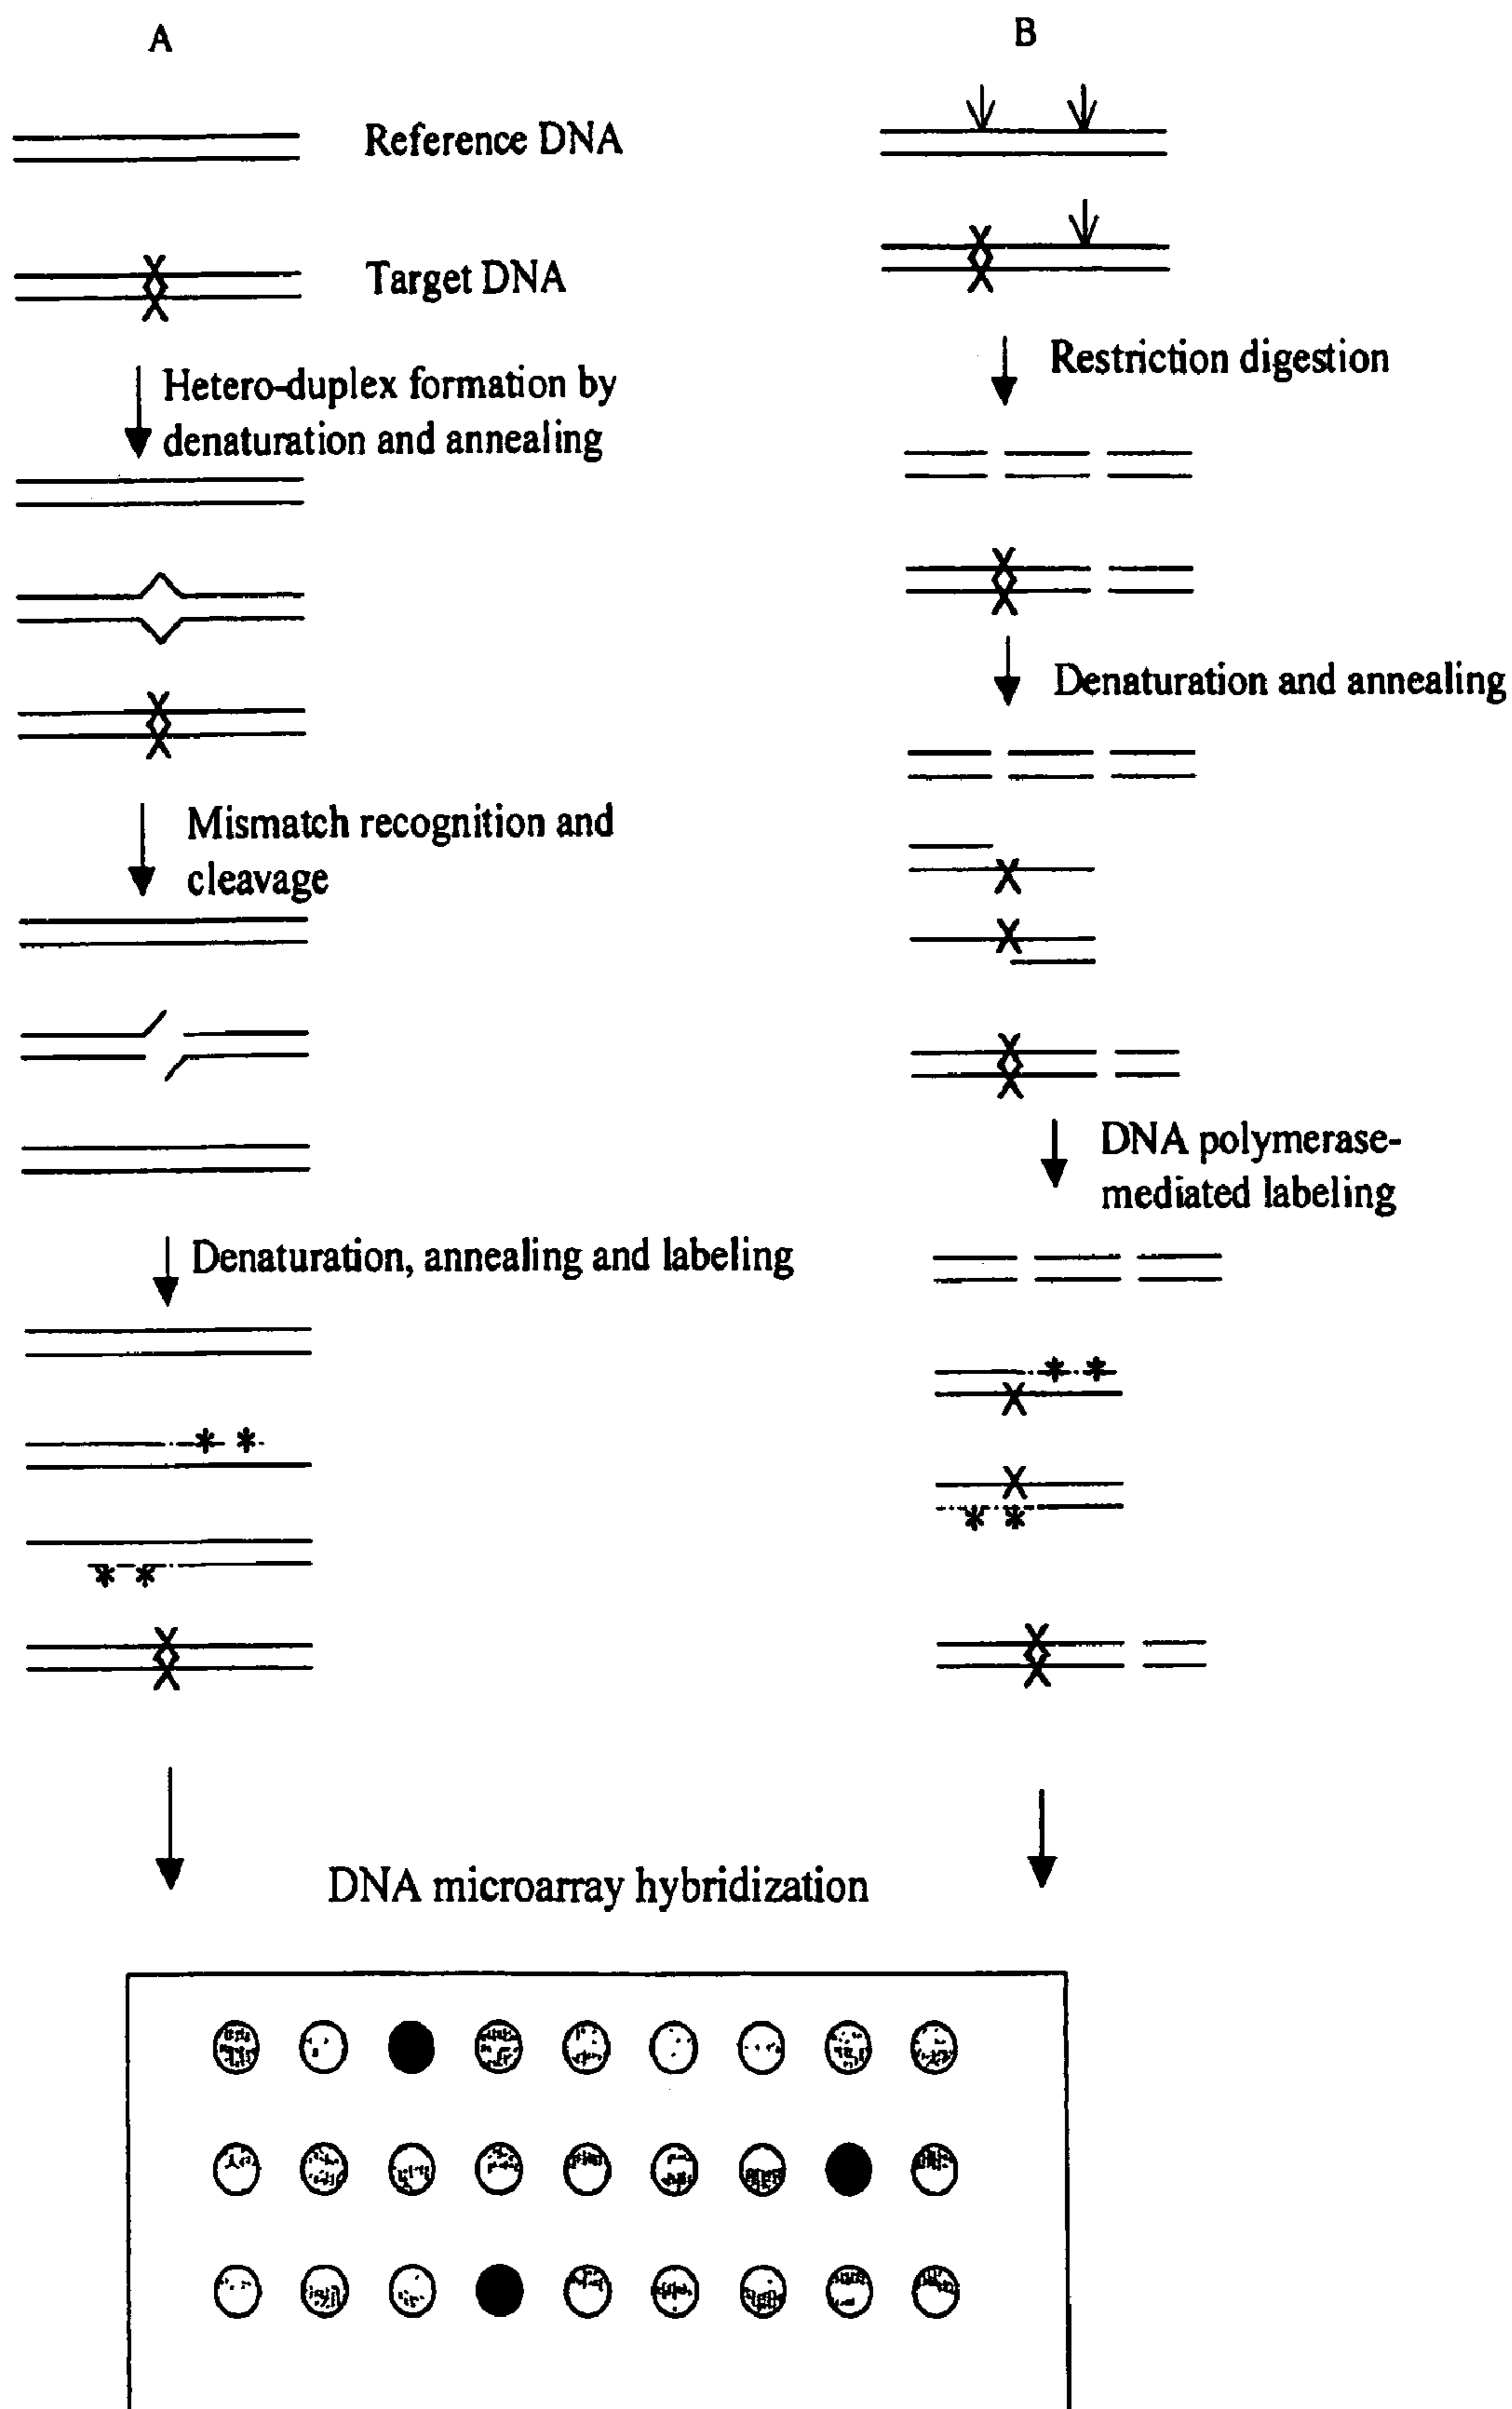 A
B
Reference DNA
Target DNA
Hetero-duplex formation by
denaturation and annealing
Mismatch recognition and
cleavage
Denaturation, annealing and labeling
Restriction digestion
Denaturation and annealing
DNA polymerase-
mediated labeling
DNA microarray hybridization